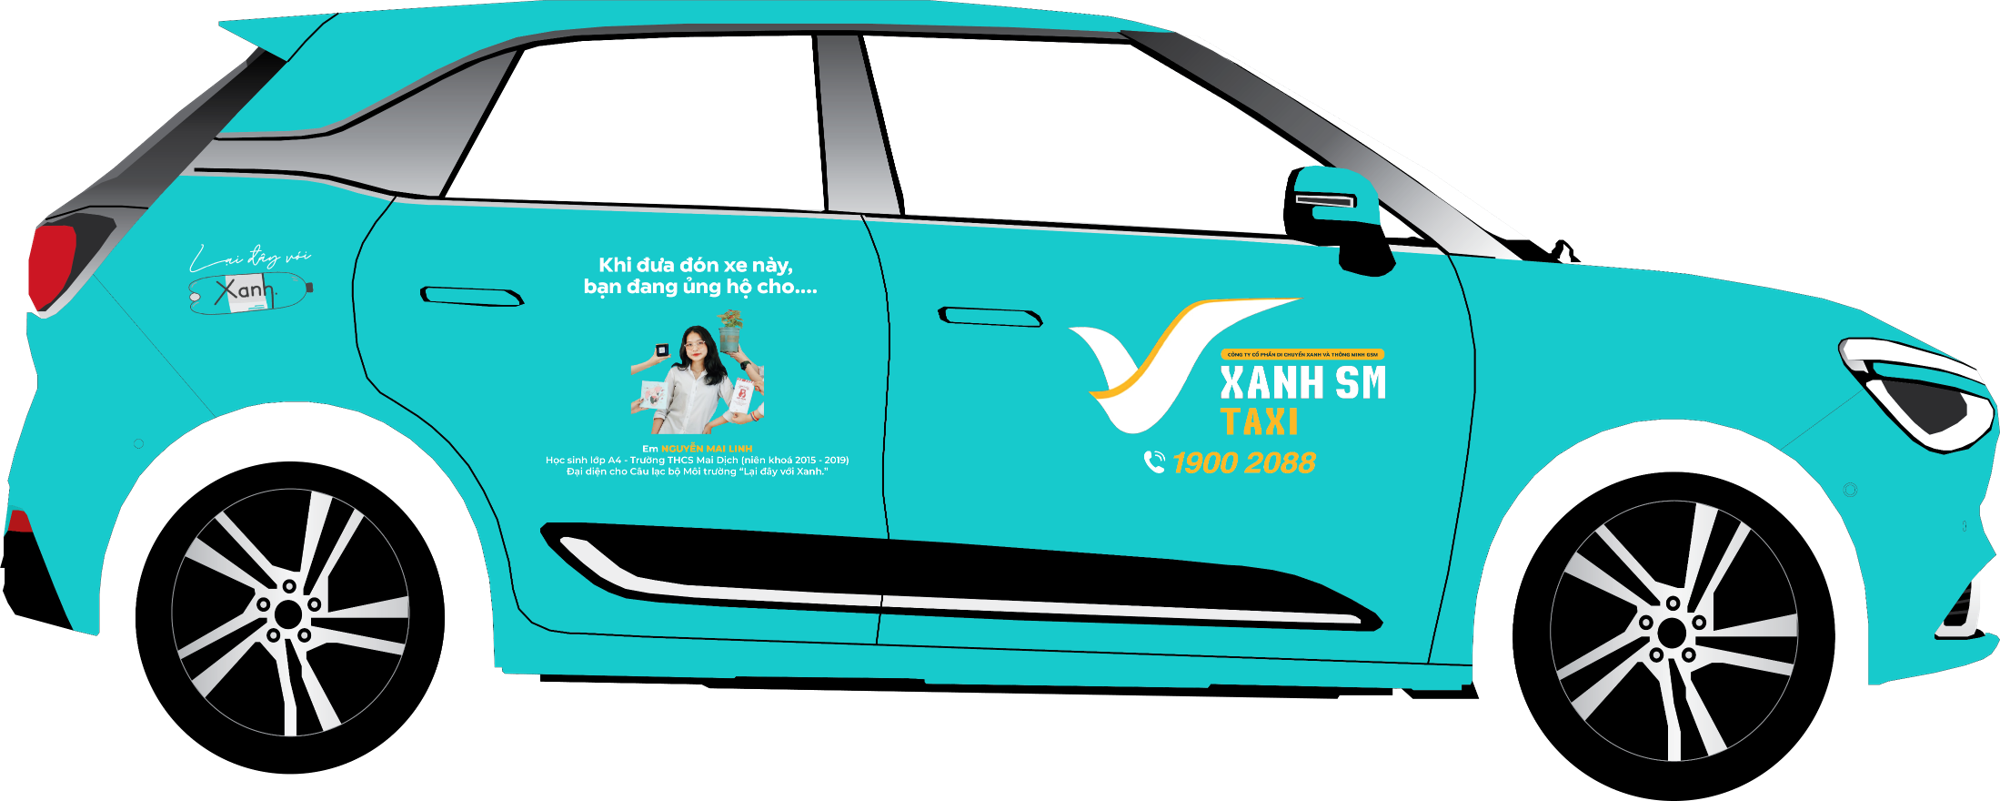 Lại đây với
Xanh.
Khi đưa đón xe này,
bạn đang ủng hộ cho....
Em NGUYỄN MAI LINH
Học sinh lớp A4 - Trường THCS Mai Dịch (niên khoá 2015 - 2019)
Đại diện cho Câu lạc bộ Môi trường “Lại đây với Xanh.”
CÔNG TY CỔ PHẦN DI CHUYỂN XANH VÀ THÔNG MINH GSM
XANH SM
TAXI
1900 2088